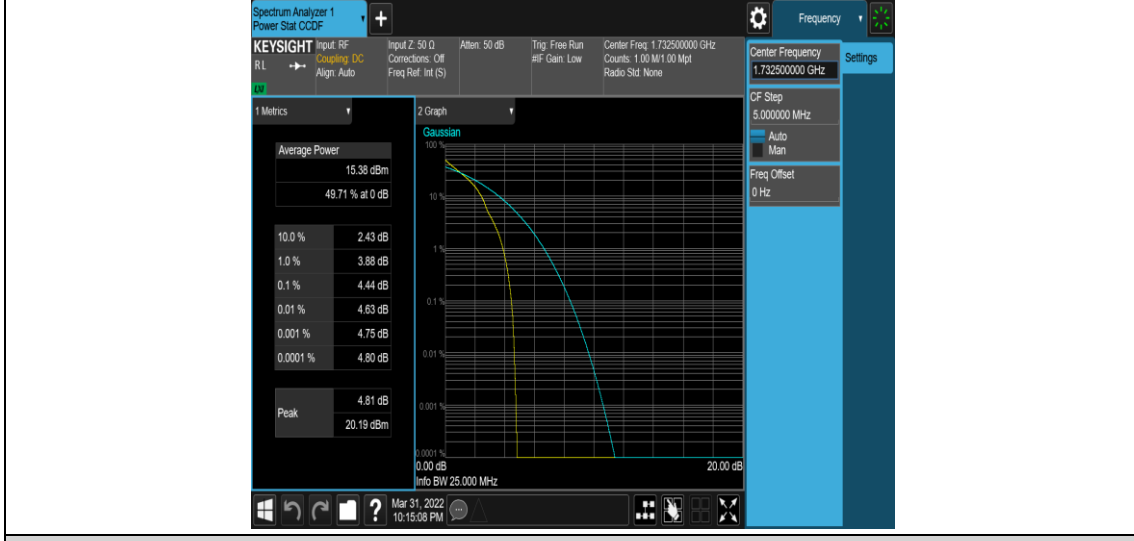 Spectrum Analyzer 1
Power Stat CCDF
+
Frequency
KEYSIGHT
RL
Input: RF
Coupling: DC
Align: Auto
Input Z: 50 Ω
Corrections: Off
Freq Ref: Int (S)
Atten: 50 dB
Trig: Free Run
#IF Gain: Low
Center Freq: 1.732500000 GHz
Counts: 1.00 M/1.00 Mpt
Radio Std: None
Center Frequency
1.732500000 GHz
Settings
CF Step
5.000000 MHz
Auto
Man
Freq Offset
0 Hz
1 Metrics
Average Power
15.38 dBm
49.71 % at 0 dB
10.0 % 2.43 dB
1.0 % 3.88 dB
0.1 % 4.44 dB
0.01 % 4.63 dB
0.001 % 4.75 dB
0.0001 % 4.80 dB
Peak
4.81 dB
20.19 dBm
2 Graph
Gaussian
100 %
10 %
1 %
0.1 %
0.01 %
0.001 %
0.0001 %
0.00 dB 20.00 dB
Info BW 25.000 MHz
?
Mar 31, 2022
10:15:08 PM